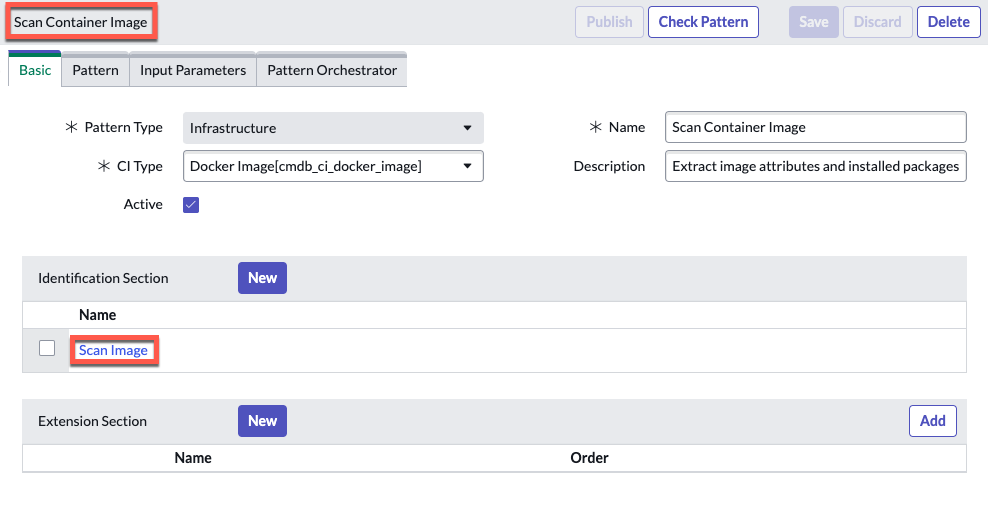 Scan Container Image
Publish Check Pattern Save Discard Delete
Basic Pattern Input Parameters Pattern Orchestrator
Pattern Type Infrastructure Name Scan Container Image
CI Type Docker Image[cmdb_ci_docker_image] Description Extract image attributes and installed packages
Active
Identification Section New
Name
Scan Image
Extension Section New Add
Name Order